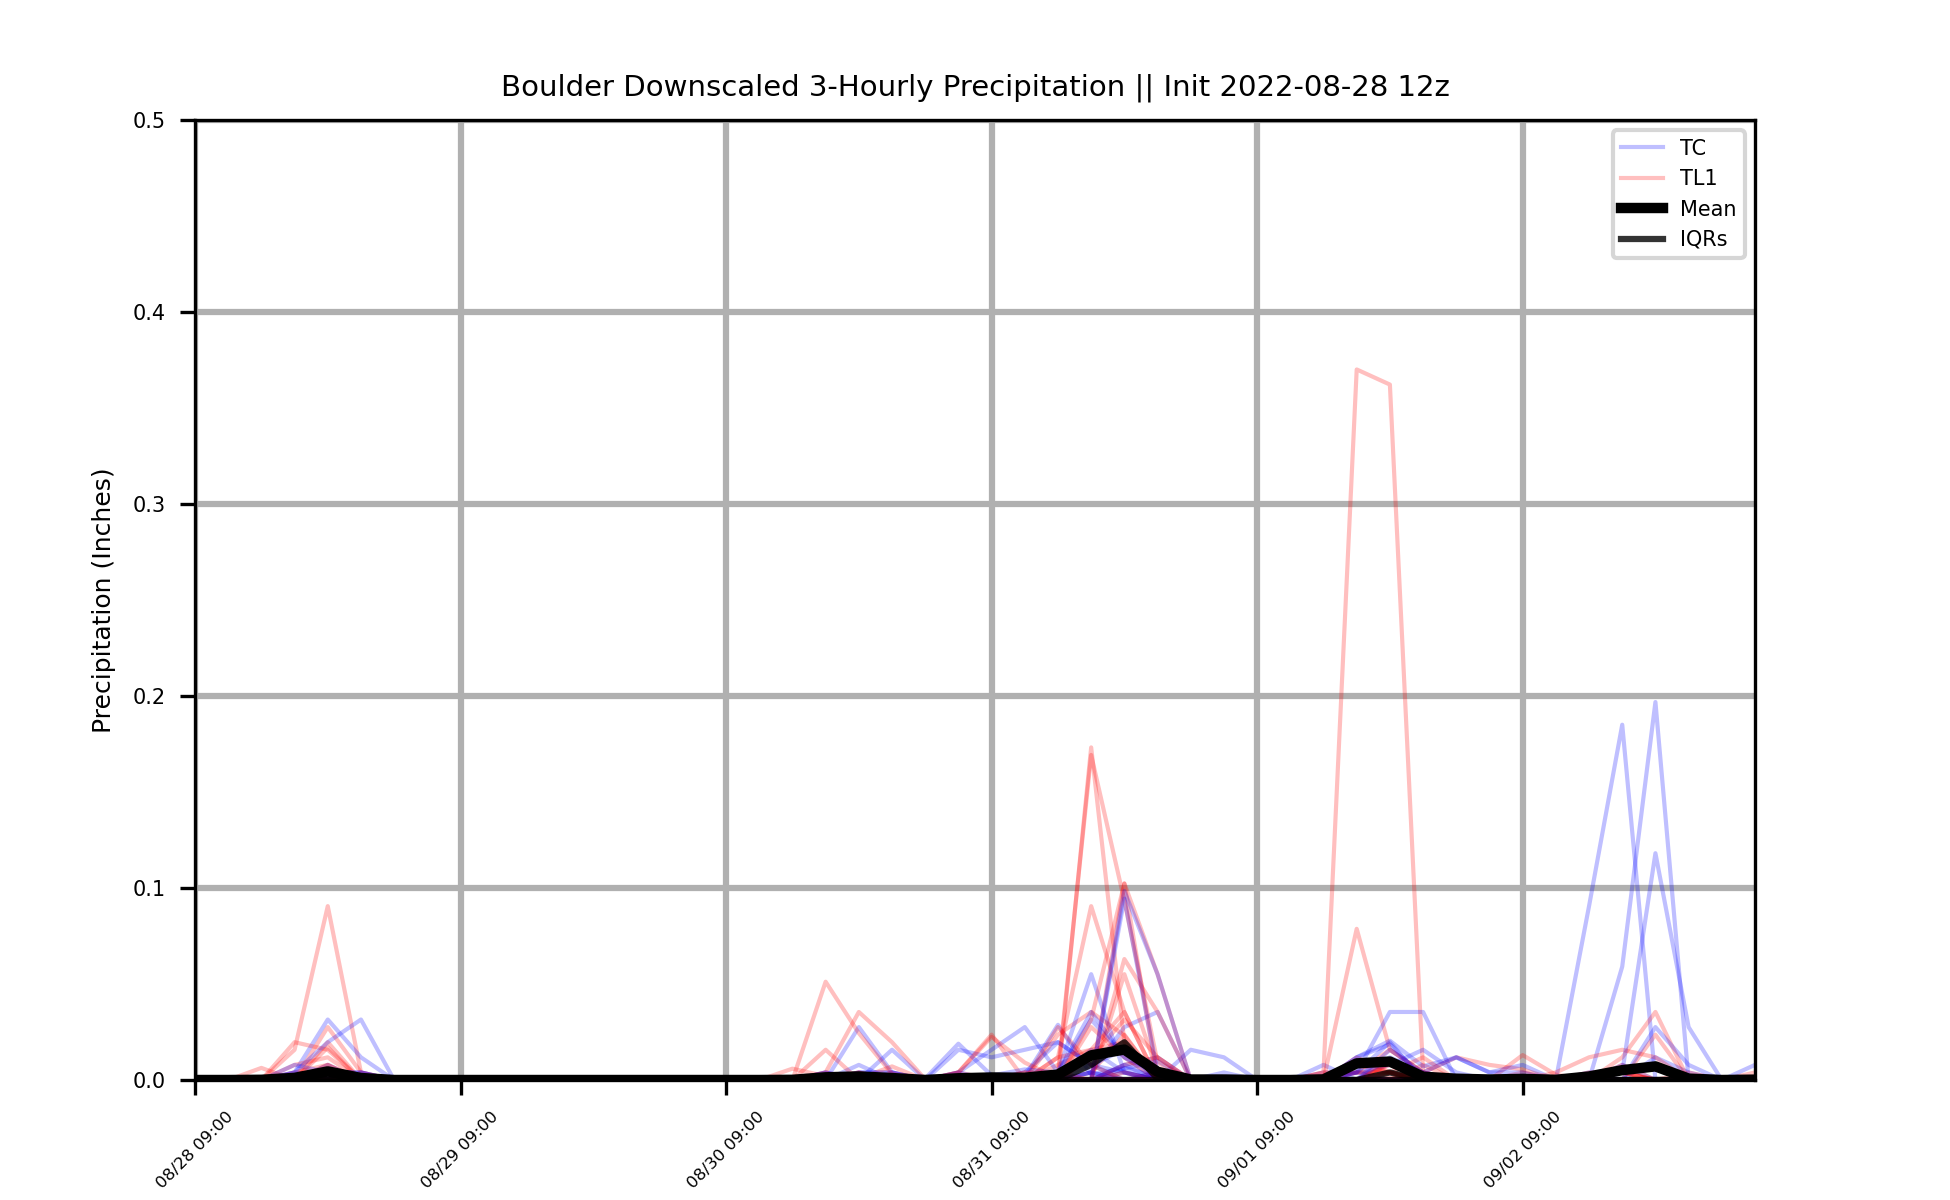 Boulder Downscaled 3-Hourly Precipitation || Init 2022-08-28 12z
Precipitation (Inches)
0.5
0.4
0.3
0.2
0.1
0.0
TC
TL1
Mean
IQRs
08/28 09:00
08/29 09:00
08/30 09:00
08/31 09:00
09/01 09:00
09/02 09:00